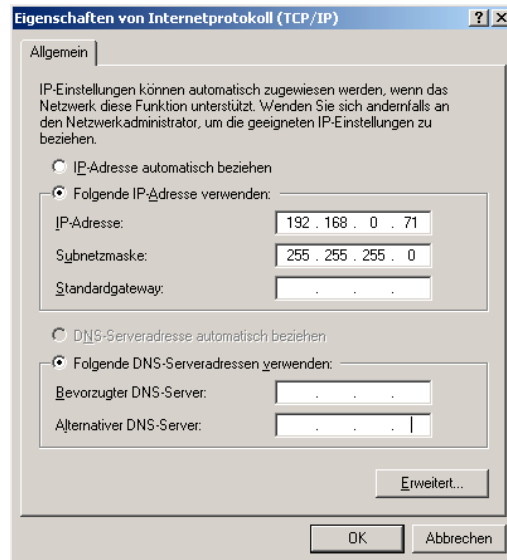 Eigenschaften von Internetprotokoll (TCP/IP)
Allgemein
IP-Einstellungen können automatisch zugewiesen werden, wenn das
Netzwerk diese Funktion unterstützt. Wenden Sie sich andernfalls an
den Netzwerkadministrator, um die geeigneten IP-Einstellungen zu
beziehen.
IP-Adresse automatisch beziehen
Folgende IP-Adresse verwenden:
IP-Adresse: 192 . 168 . 0 . 71
Subnetzmaske: 255 . 255 . 255 . 0
Standardgateway: . . .
DNS-Serveradresse automatisch beziehen
Folgende DNS-Serveradressen verwenden:
Bevorzugter DNS-Server: . . .
Alternativer DNS-Server: . . .
Erweitert...
OK Abbrechen